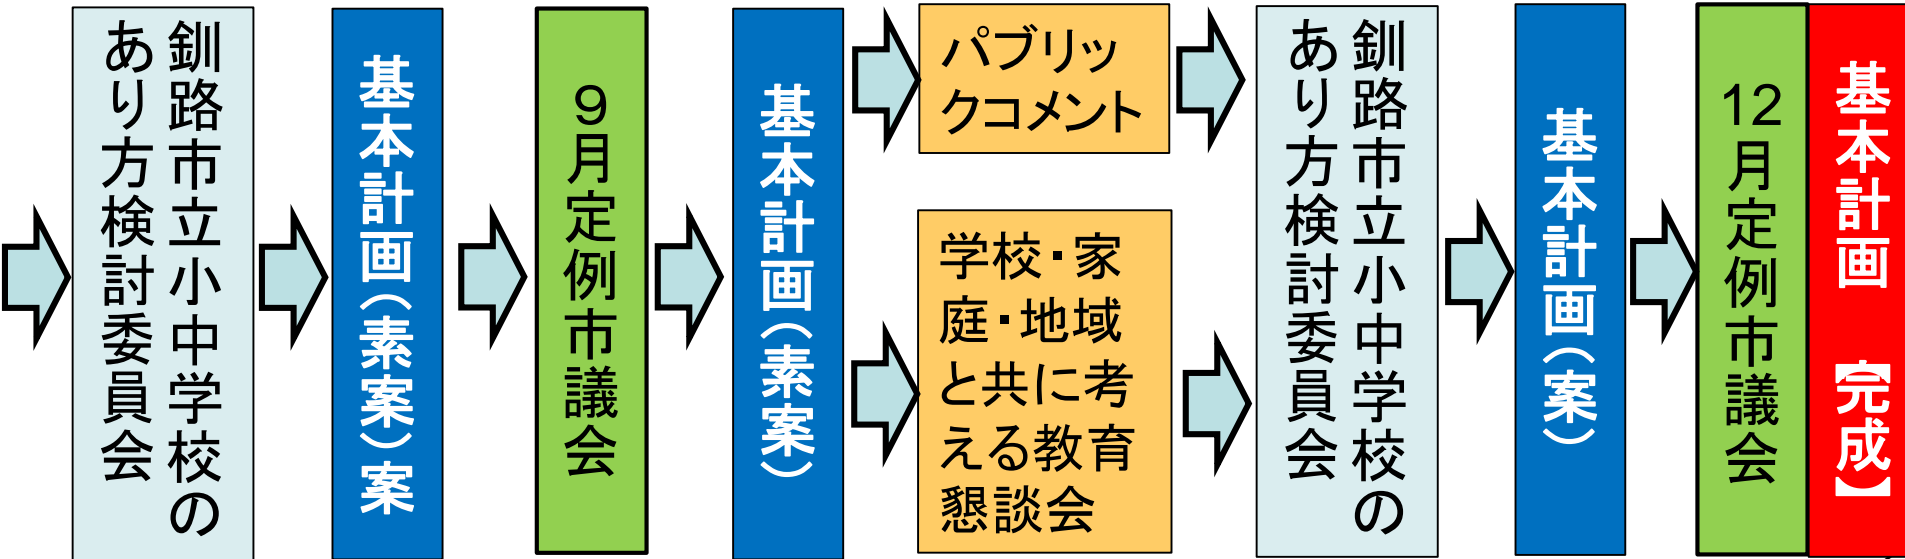 釧路市立小中学校の
あり方検討委員会
基本計画(素案)案
９月定例市議会
基本計画(素案)
パブリッ
クコメント
学校・家
庭・地域
と共に考
える教育
懇談会
釧路市立小中学校の
あり方検討委員会
基本計画(案)
12月定例市議会
基本計画　【完成】